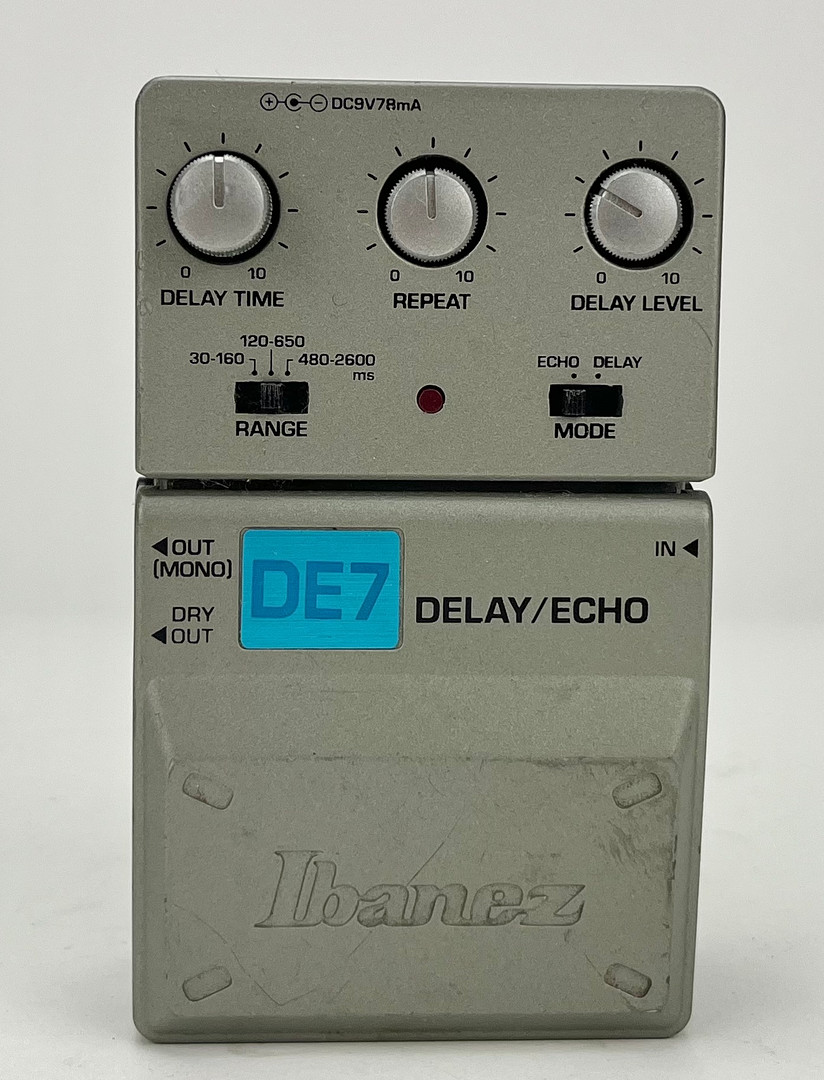 DC9V78mA
0 10
DELAY TIME
0 10
REPEAT
0 10
DELAY LEVEL
120-650
30-160
480-2600
ms
RANGE
ECHO DELAY
MODE
OUT
(MONO)
DRY
OUT
DE7
DELAY/ECHO
IN
Ibanez